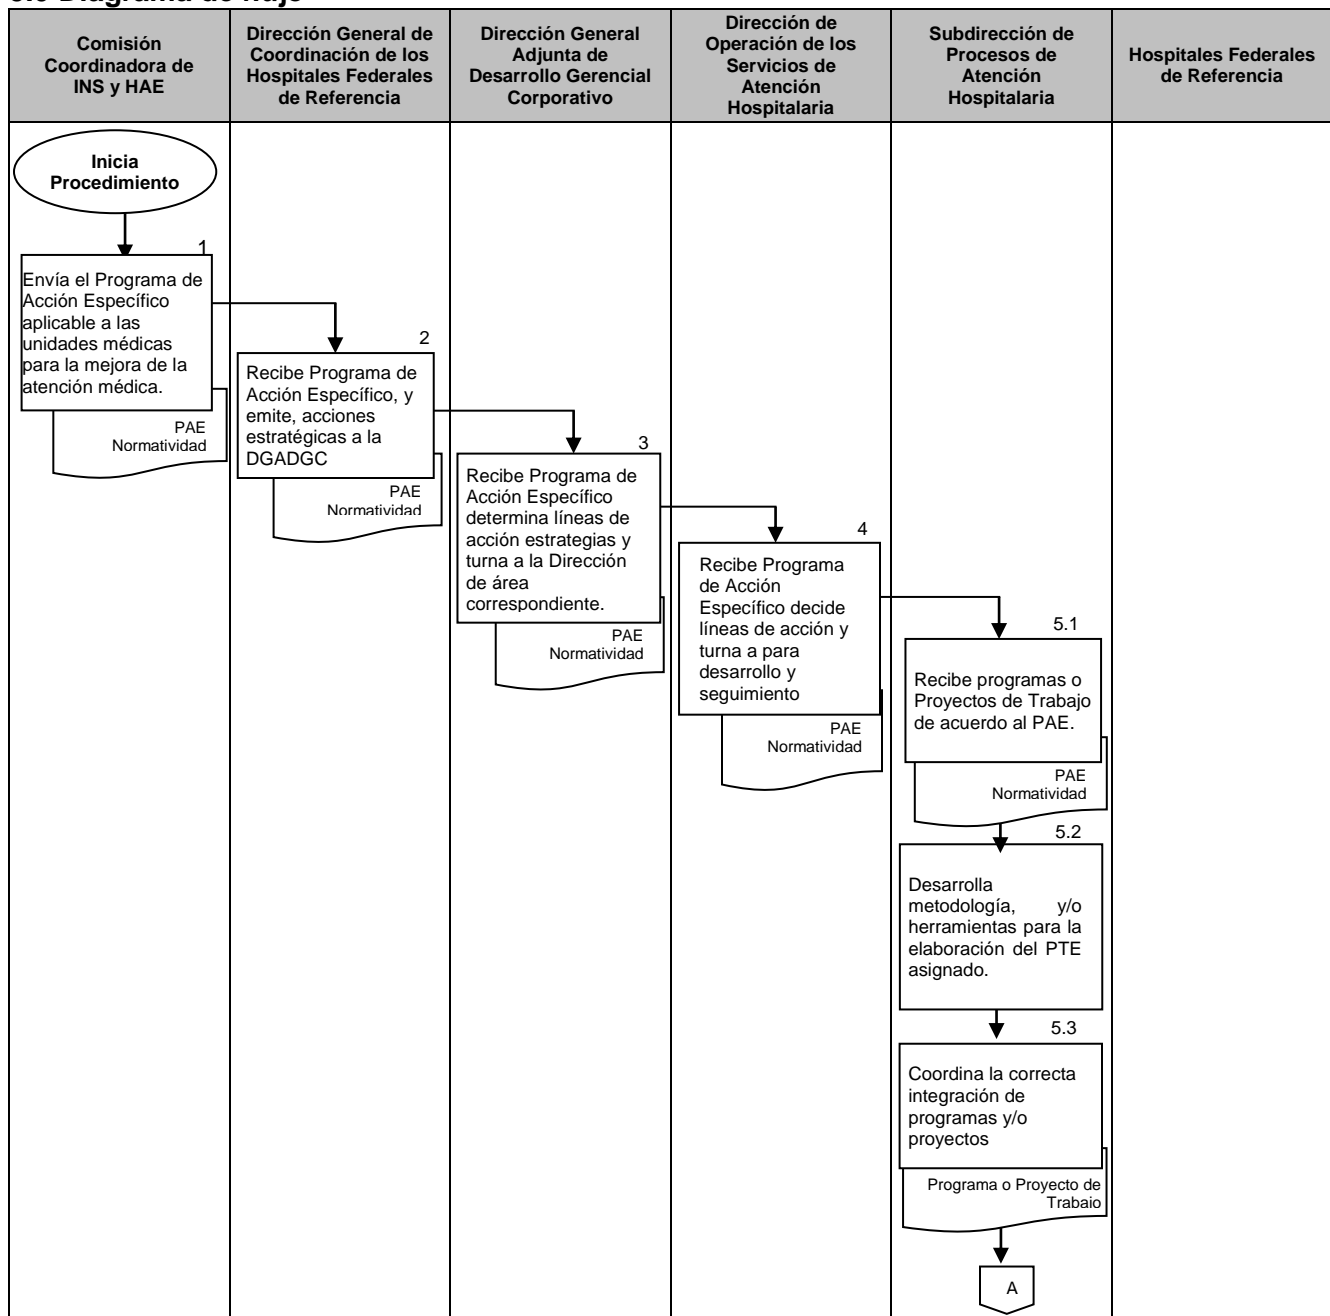 Comisión
Coordinadora de
INS y HAE
Dirección General de
Coordinación de los
Hospitales Federales
de Referencia
Dirección General
Adjunta de
Desarrollo Gerencial
Corporativo
Dirección de
Operación de los
Servicios de
Atención
Hospitalaria
Subdirección de
Procesos de
Atención
Hospitalaria
Hospitales Federales
de Referencia
Inicia
Procedimiento
1
Envía el Programa de
Acción Específico
aplicable a las
unidades médicas
para la mejora de la
atención médica.
PAE
Normatividad
2
Recibe Programa de
Acción Específico, y
emite, acciones
estratégicas a la
DGADGC
PAE
Normatividad
3
Recibe Programa de
Acción Específico
determina líneas de
acción estrategias y
turna a la Dirección
de área
correspondiente.
PAE
Normatividad
4
Recibe Programa
de Acción
Específico decide
líneas de acción y
turna a para
desarrollo y
seguimiento
PAE
Normatividad
5.1
Recibe programas o
Proyectos de Trabajo
de acuerdo al PAE.
PAE
Normatividad
5.2
Desarrolla
metodología, y/o
herramientas para la
elaboración del PTE
asignado.
5.3
Coordina la correcta
integración de
programas y/o
proyectos
Programa o Proyecto de
Trabajo
A